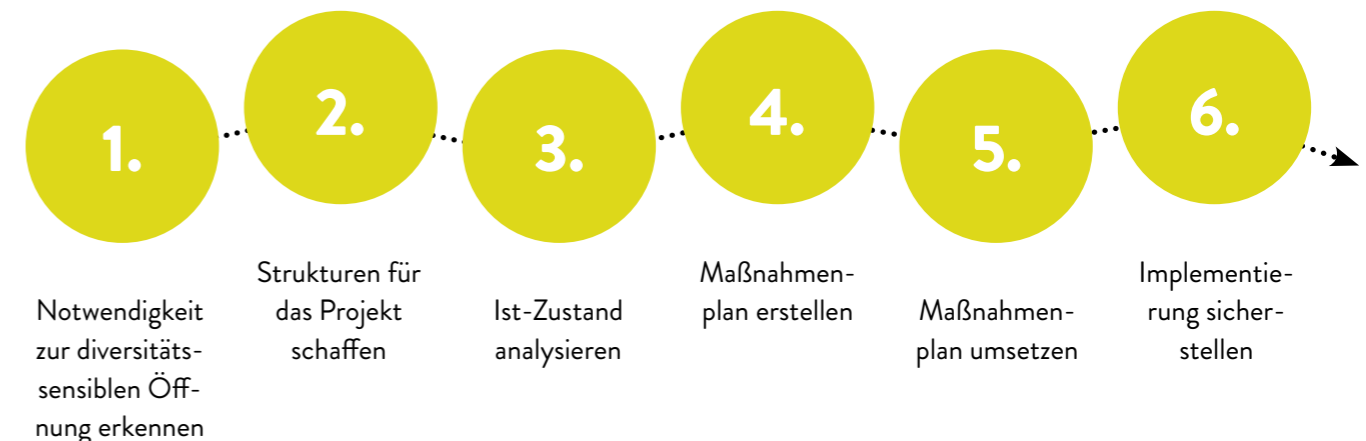 1.
Notwendigkeit
zur diversitäts-
sensiblen Öff-
nung erkennen
2.
Strukturen für
das Projekt
schaffen
3.
Ist-Zustand
analysieren
4.
Maßnahmen-
plan erstellen
5.
Maßnahmen-
plan umsetzen
6.
Implementie-
rung sicher-
stellen